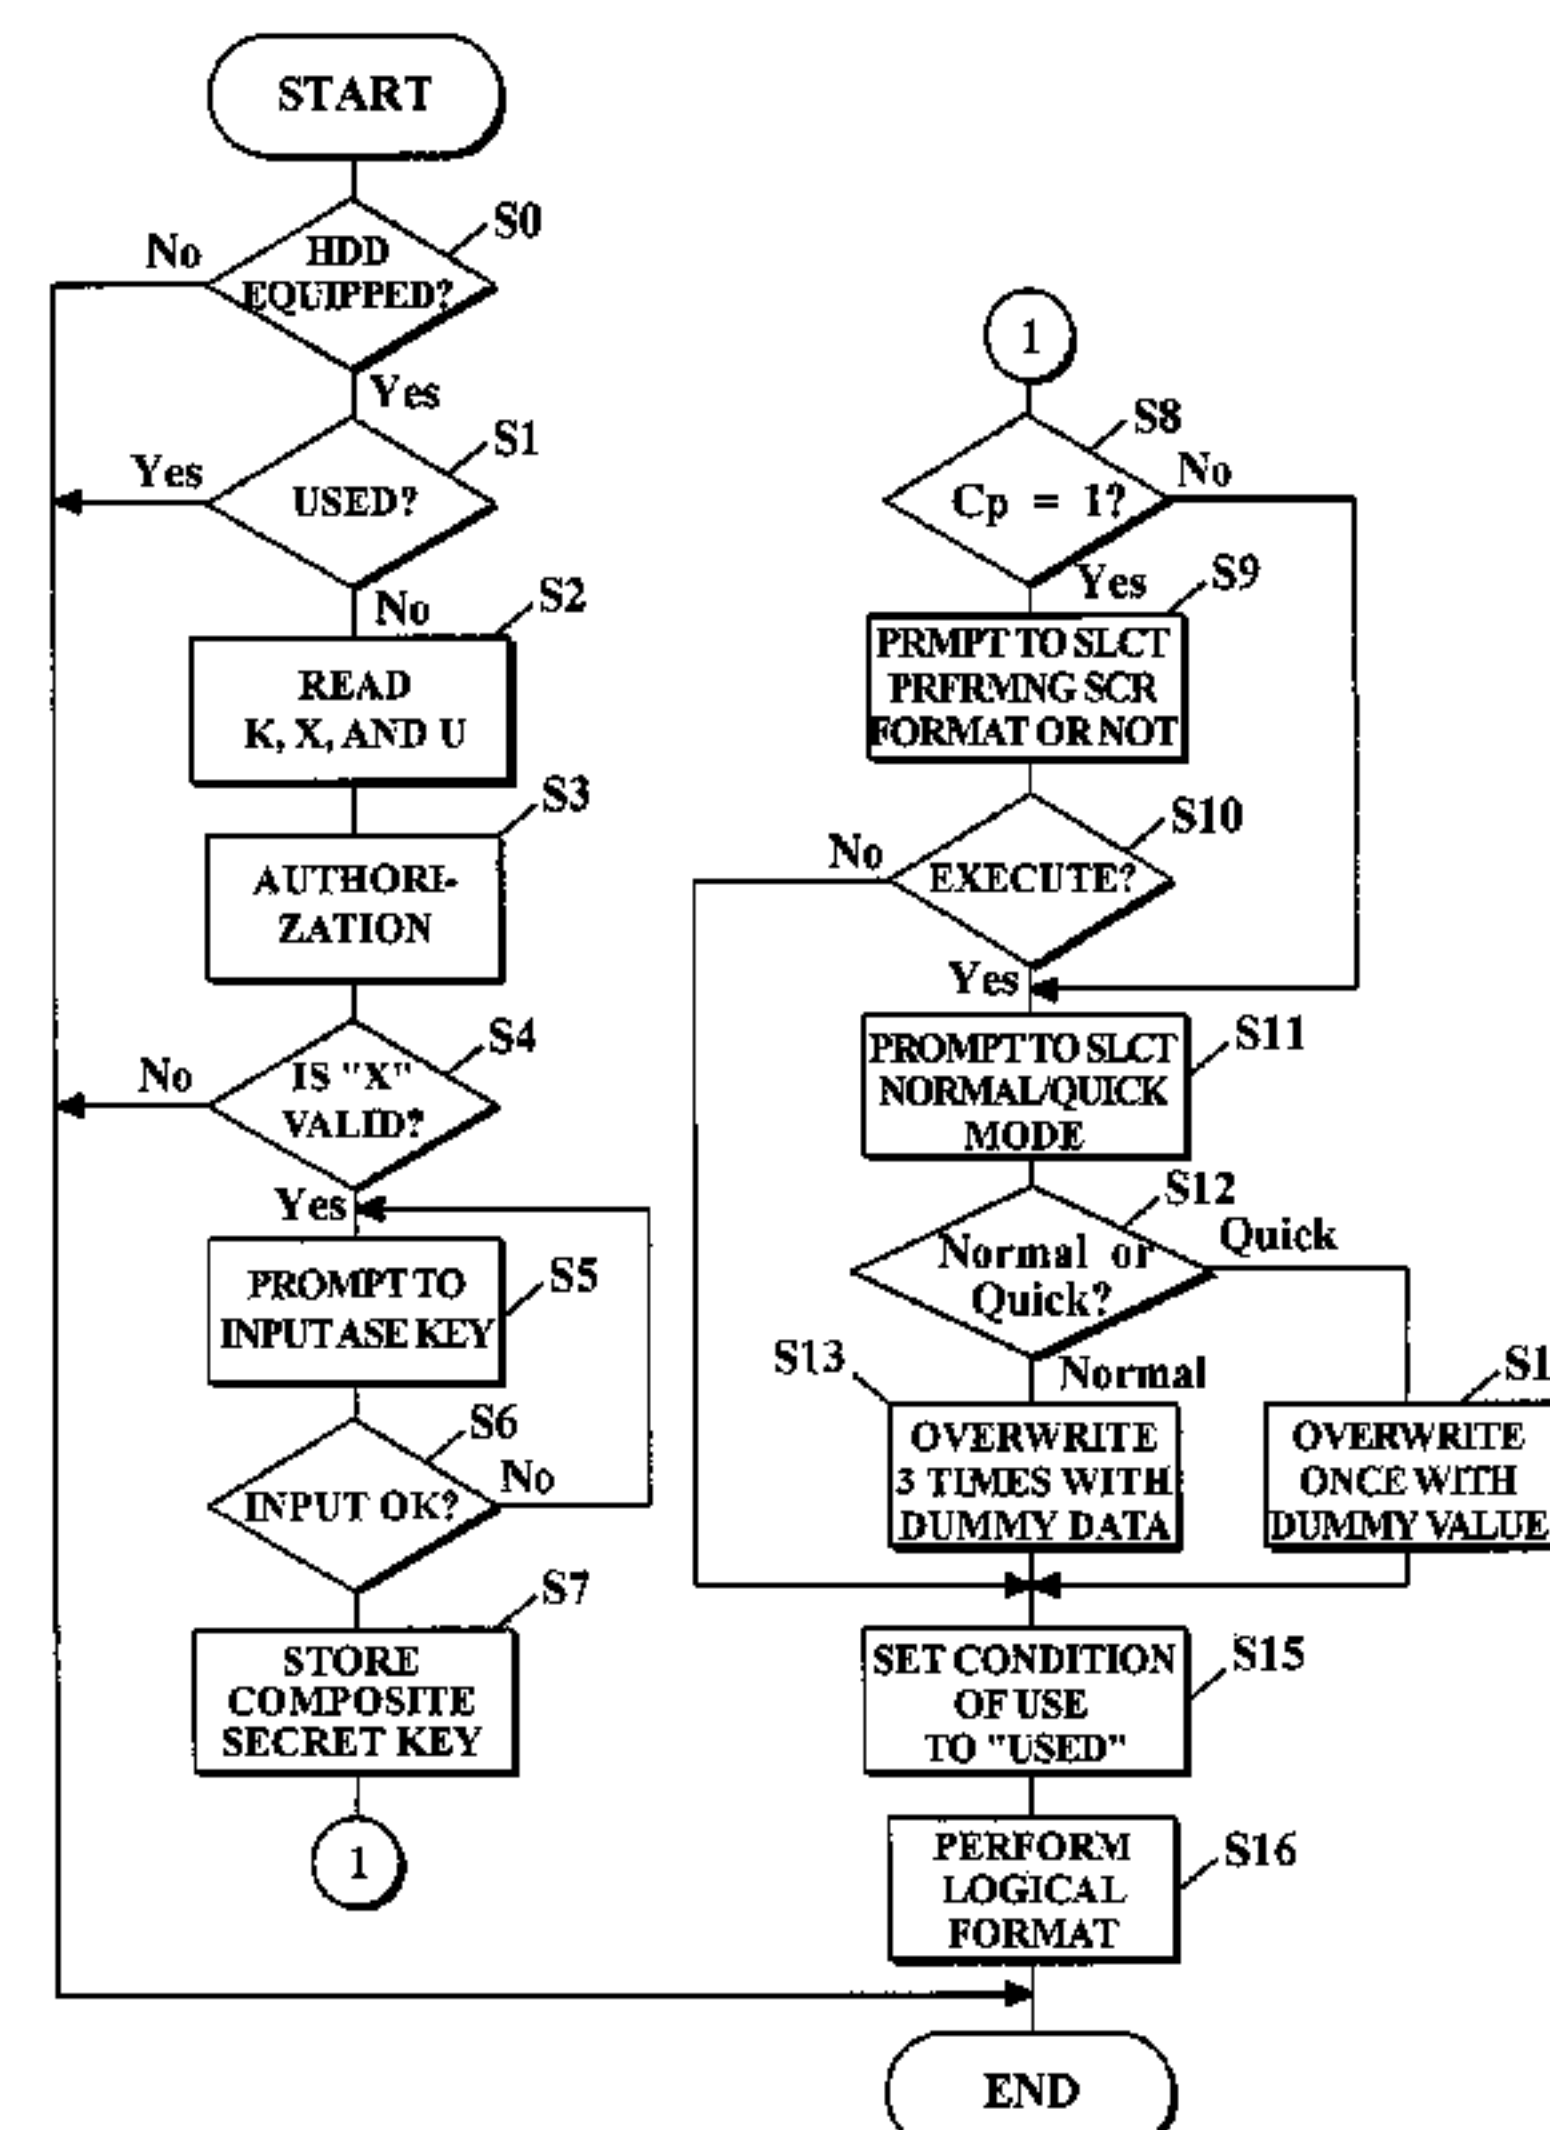 START
S0
No
HDD
EQUIPPED?
Yes
S1
Yes
USED?
No
S2
READ
K, X, AND U
S3
AUTHORI-
ZATION
S4
No
IS "X"
VALID?
Yes
PROMPT TO
INPUT ASE KEY
S5
S6
No
INPUT OK?
S7
STORE
COMPOSITE
SECRET KEY
1
1
S8
No
Cp = 1?
Yes
S9
PRMPT TO SLCT
PRFRMNG SCR
FORMAT OR NOT
S10
No
EXECUTE?
Yes
S11
PROMPT TO SLCT
NORMAL/QUICK
MODE
S12
Quick
Normal or
Quick?
S13
Normal
OVERWRITE
3 TIMES WITH
DUMMY DATA
OVERWRITE
ONCE WITH
DUMMY VALUE
SET CONDITION
OF USE
TO "USED"
S15
PERFORM
LOGICAL
FORMAT
S16
END